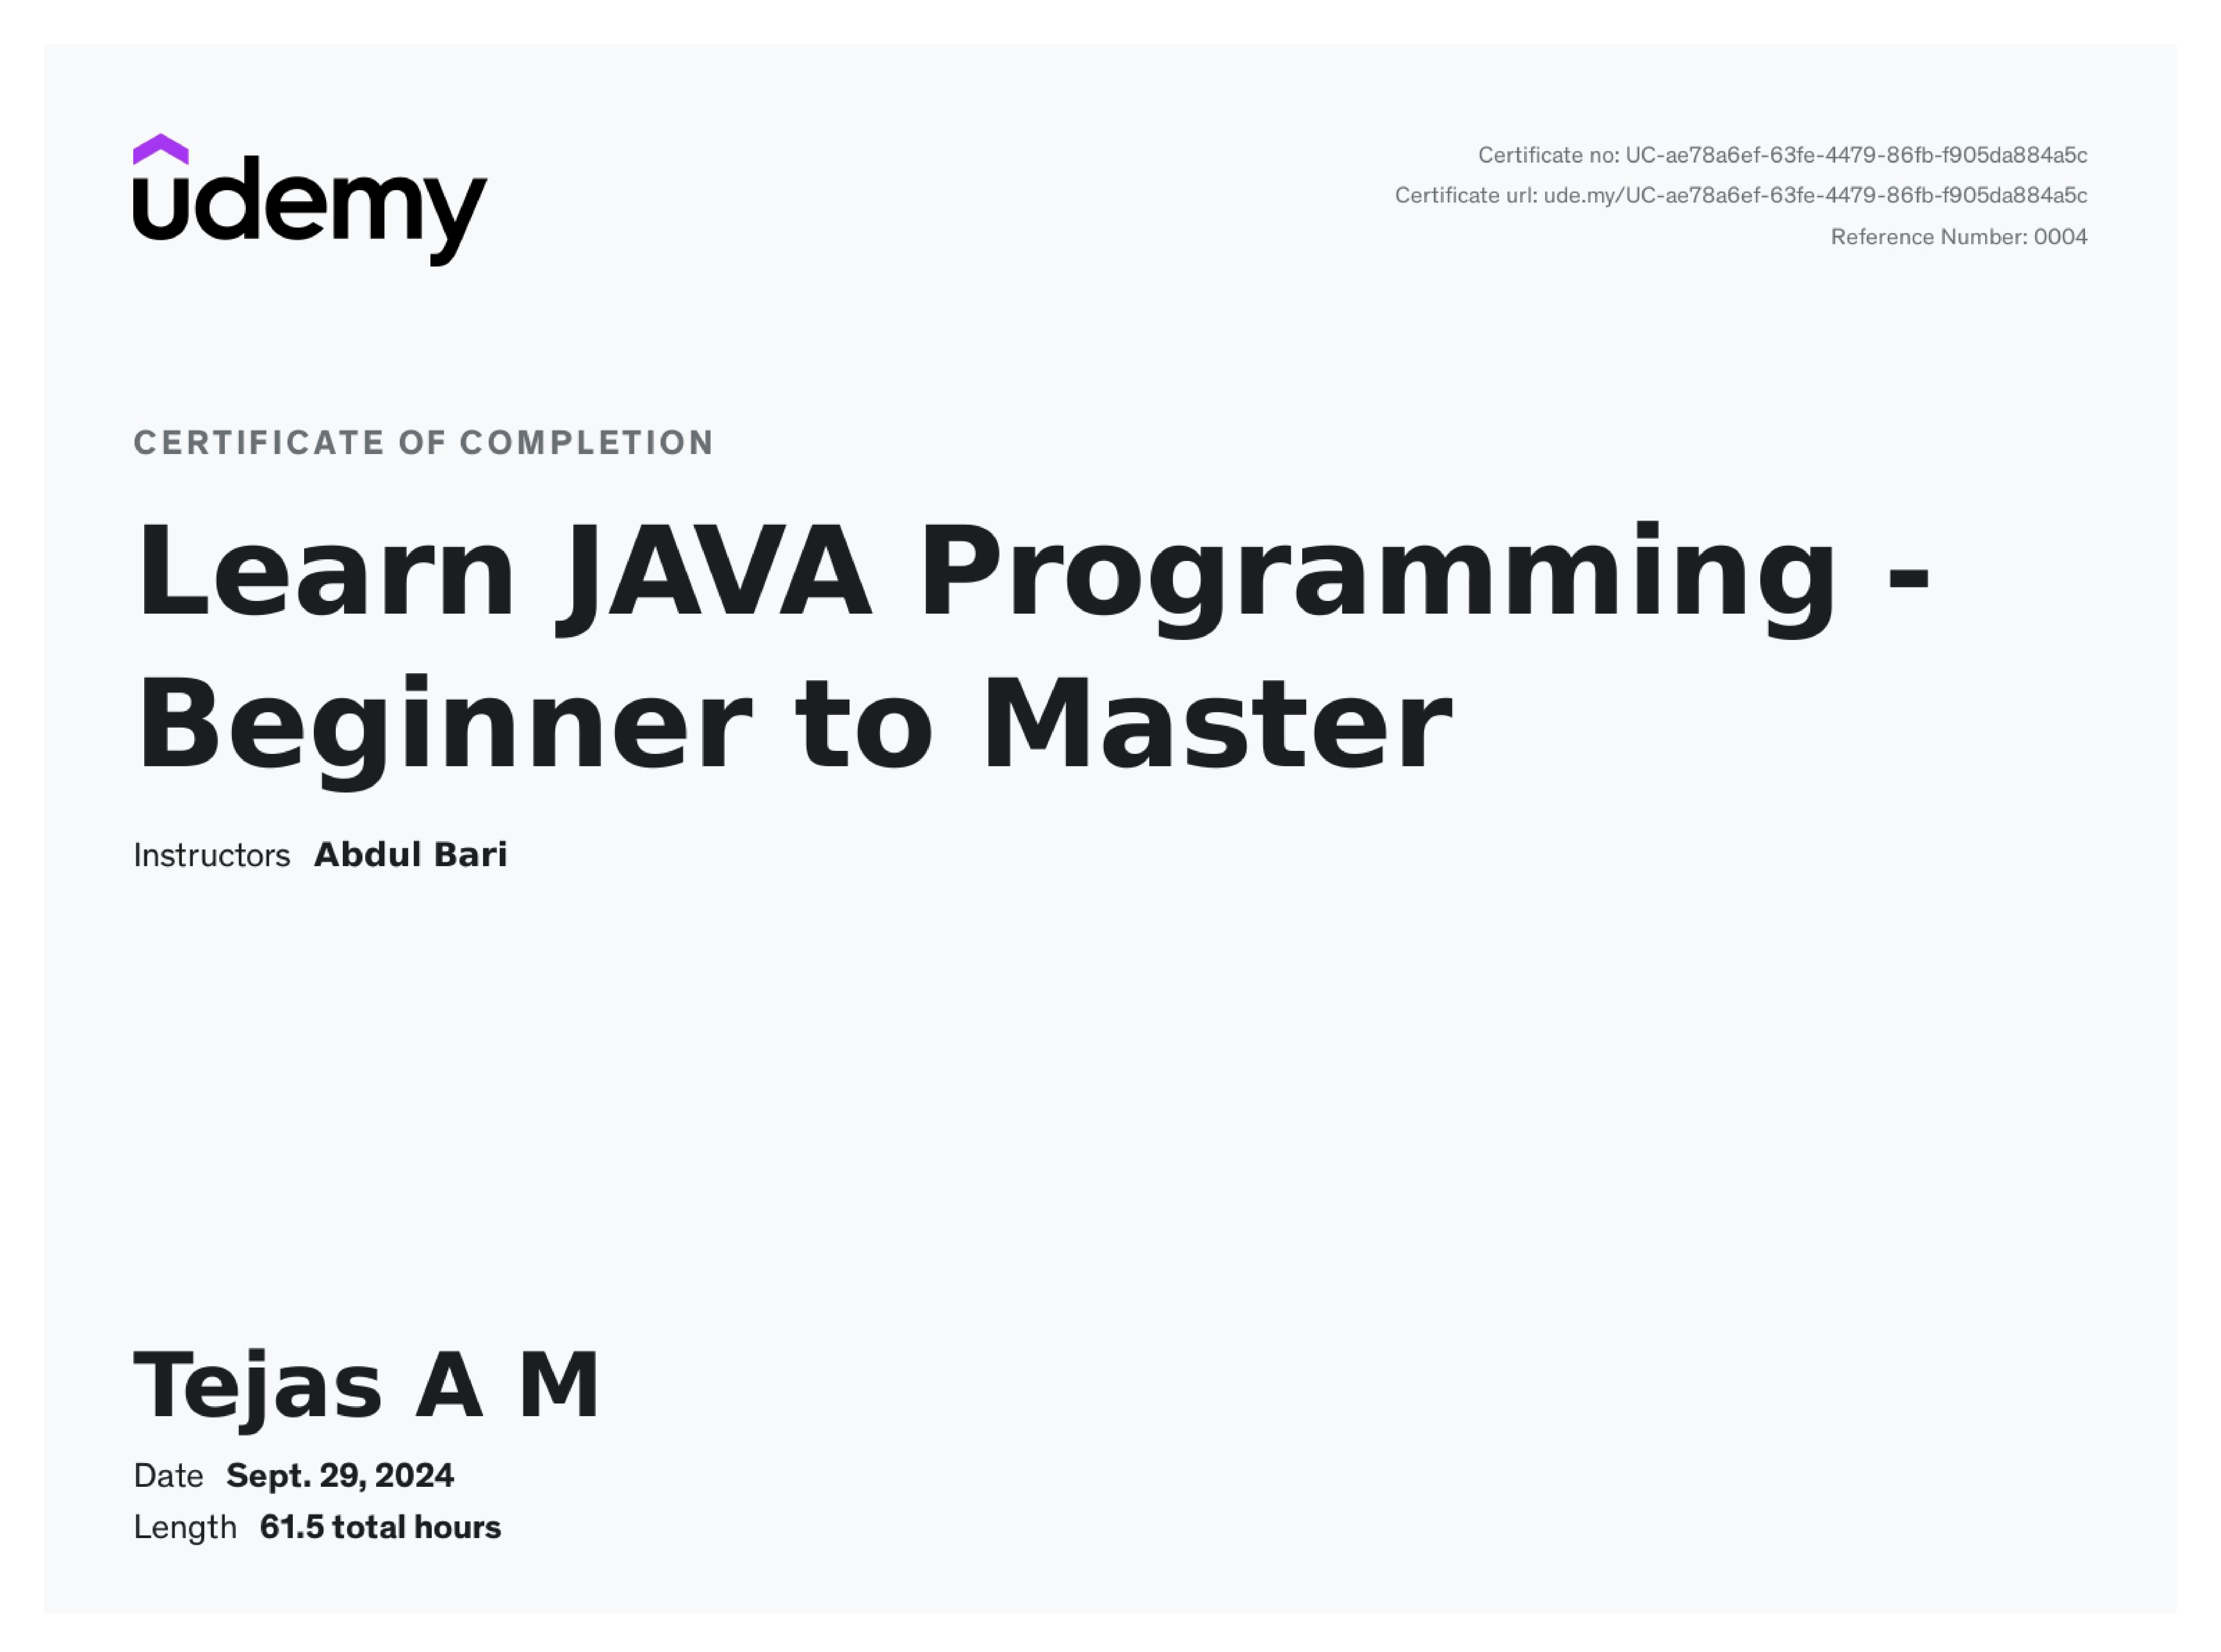 udemy
Certificate no: UC-ae78a6ef-63fe-4479-86fb-f905da884a5c
Certificate url: ude.my/UC-ae78a6ef-63fe-4479-86fb-f905da884a5c
Reference Number: 0004
CERTIFICATE OF COMPLETION
Learn JAVA Programming -
Beginner to Master
Instructors Abdul Bari
Tejas A M
Date Sept. 29, 2024
Length 61.5 total hours